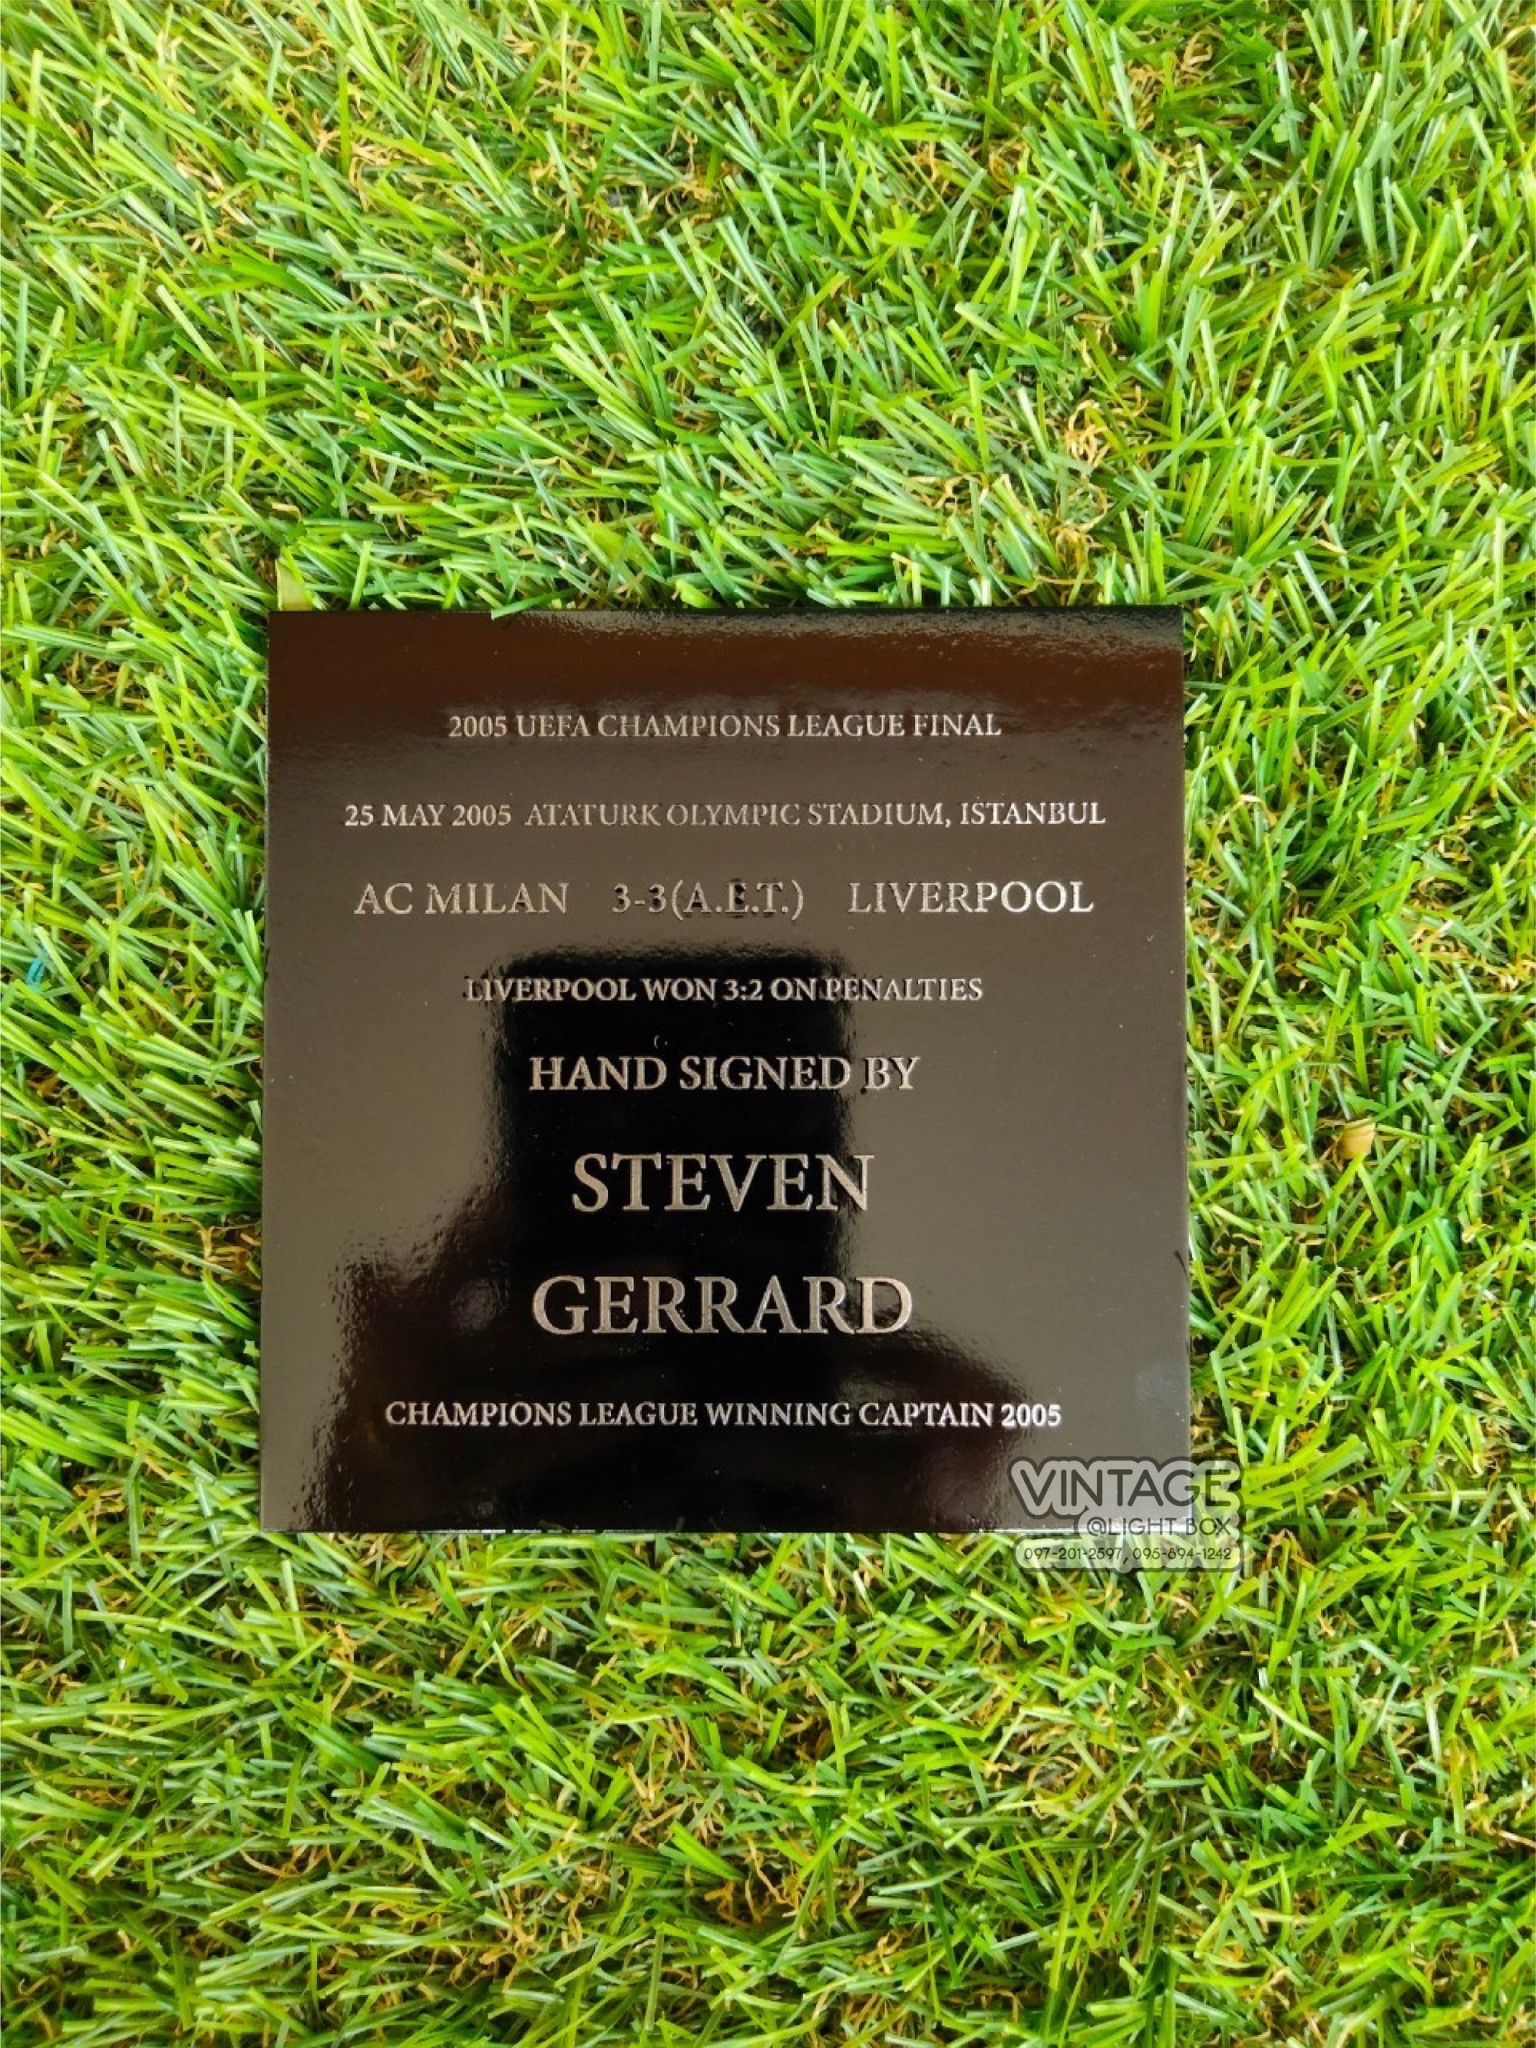 2005 UEFA CHAMPIONS LEAGUE FINAL
25 MAY 2005 ATATURK OLYMPIC STADIUM, ISTANBUL
AC MILAN 3-3(A.E.T.) LIVERPOOL
LIVERPOOL WON 3:2 ON PENALTIES
HAND SIGNED BY
STEVEN
GERRARD
CHAMPIONS LEAGUE WINNING CAPTAIN 2005
VINTAGE
@LIGHT BOX
097-201-2597, 095-894-1242